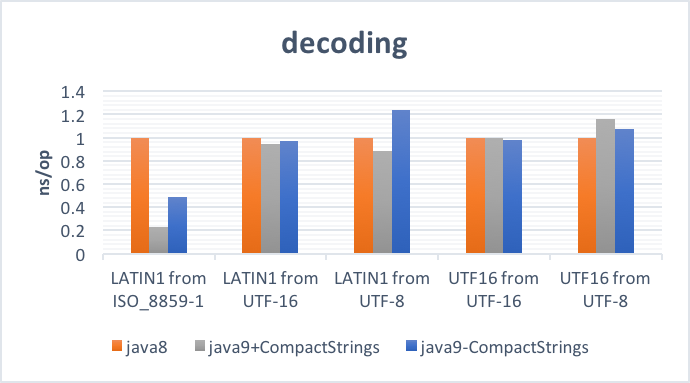 decoding
ns/op
1.4
1.2
1
0.8
0.6
0.4
0.2
0
LATIN1 from
ISO_8859-1
LATIN1 from
UTF-16
LATIN1 from
UTF-8
UTF16 from
UTF-16
UTF16 from
UTF-8
java8
java9+CompactStrings
java9-CompactStrings